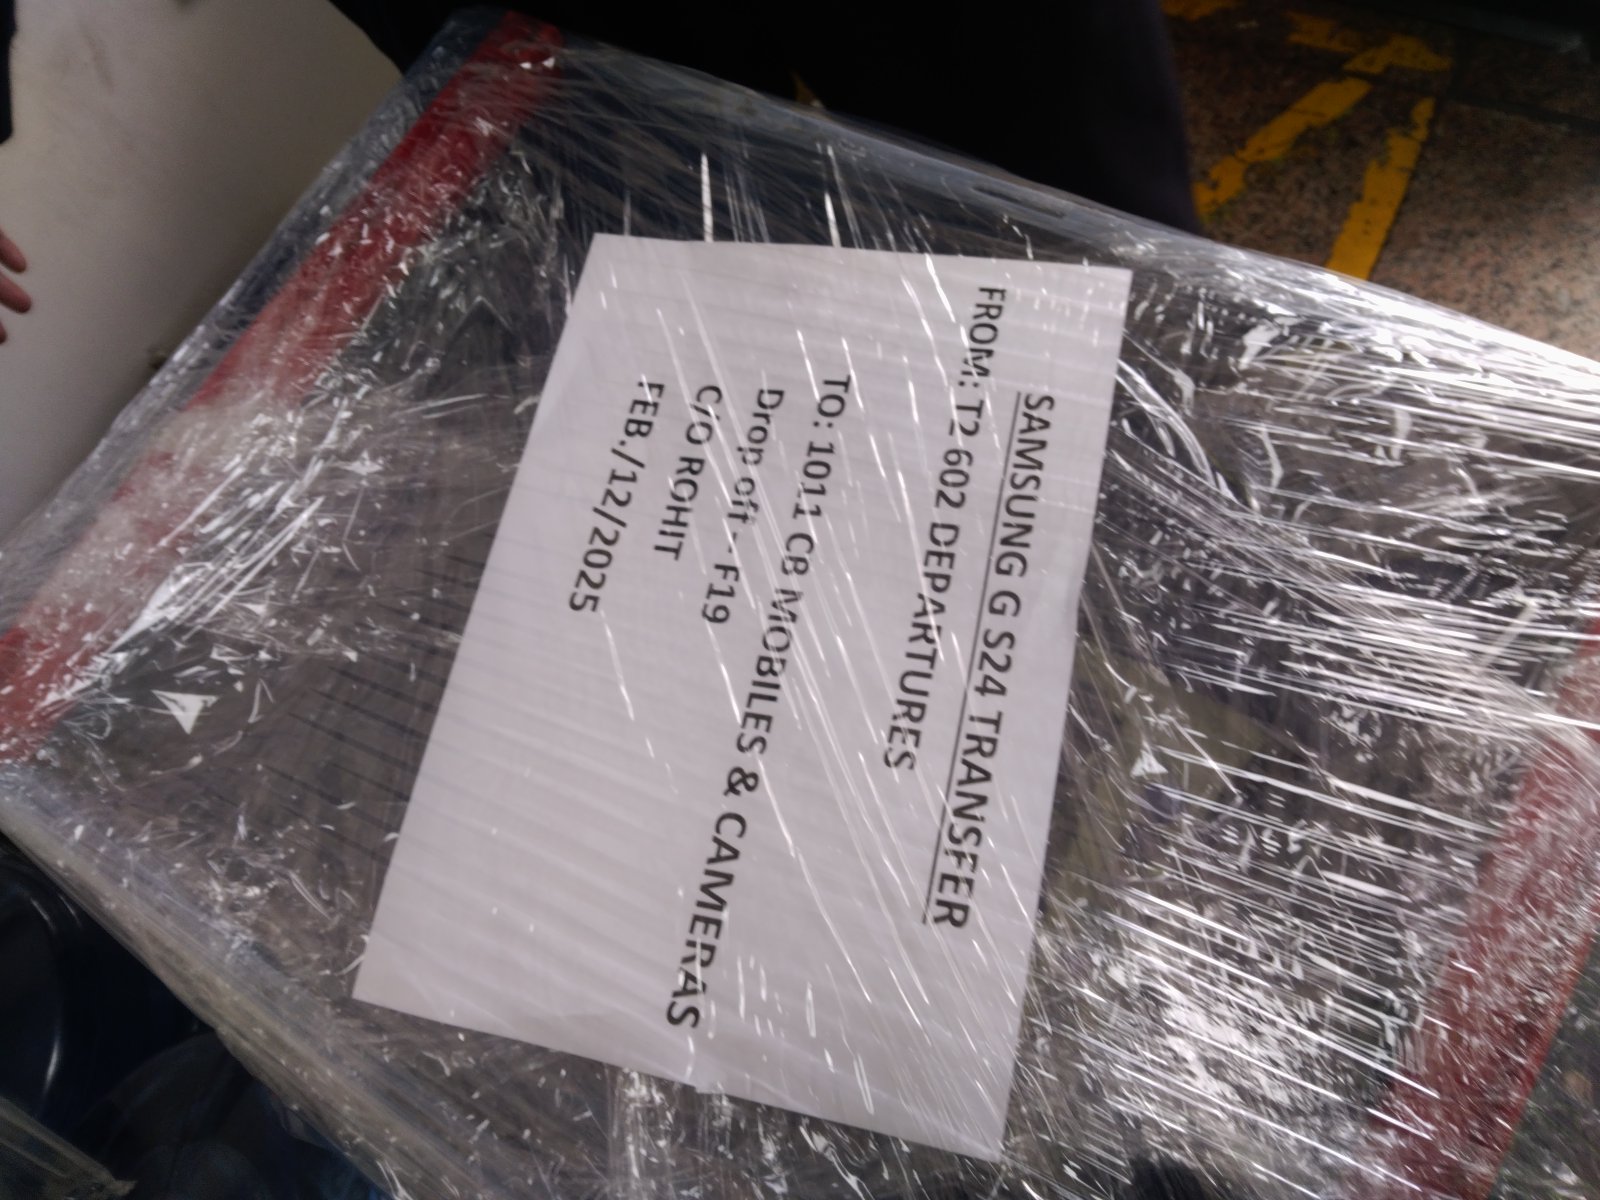 SAMSUNG G S24 TRANSFER
FROM: T2 602 DEPARTURES
TO: 1011 CB MOBILES & CAMERAS
Drop off - F19
C/O ROHIT
FEB./12/2025